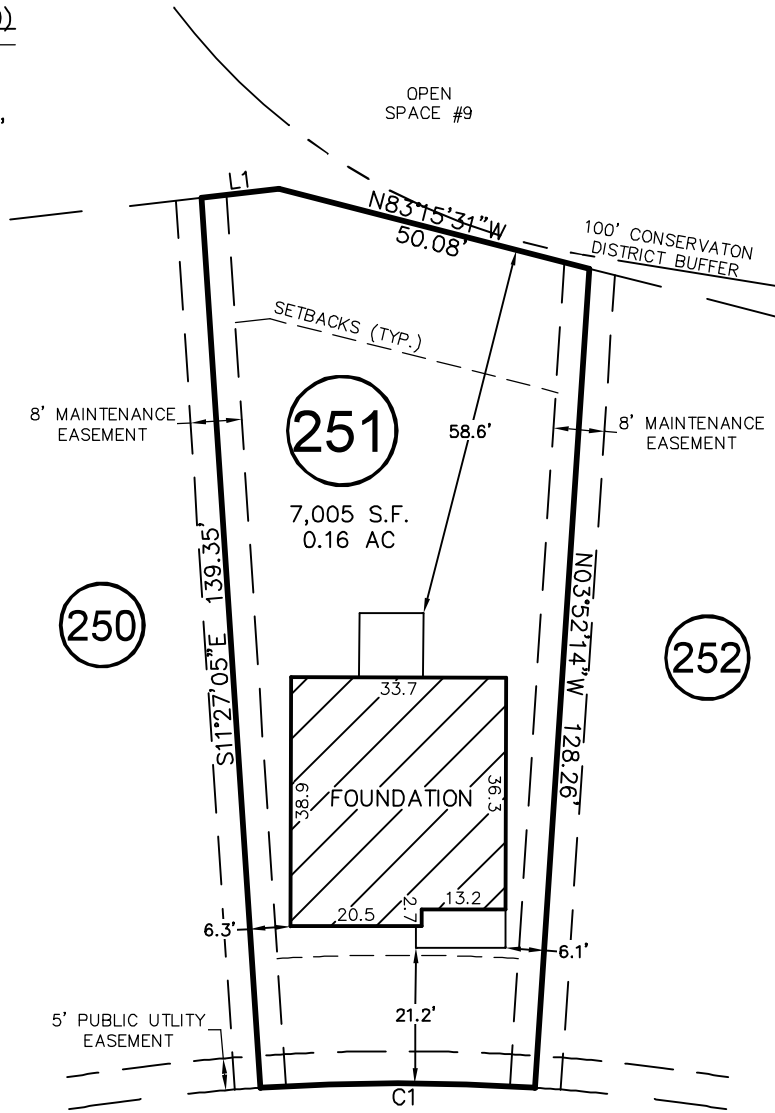 )
,
OPEN
SPACE #9
L1
N83°15'31"W
50.08'
100' CONSERVATON
DISTRICT BUFFER
SETBACKS (TYP.)
8' MAINTENANCE
EASEMENT
251
58.6'
8' MAINTENANCE
EASEMENT
7,005 S.F.
0.16 AC
S11°27'05"E 139.35'
N03°52'14"W 128.26'
250
252
33.7
38.9
FOUNDATION
36.3
20.5
2.7
13.2
6.3'
6.1'
21.2'
5' PUBLIC UTLITY
EASEMENT
C1